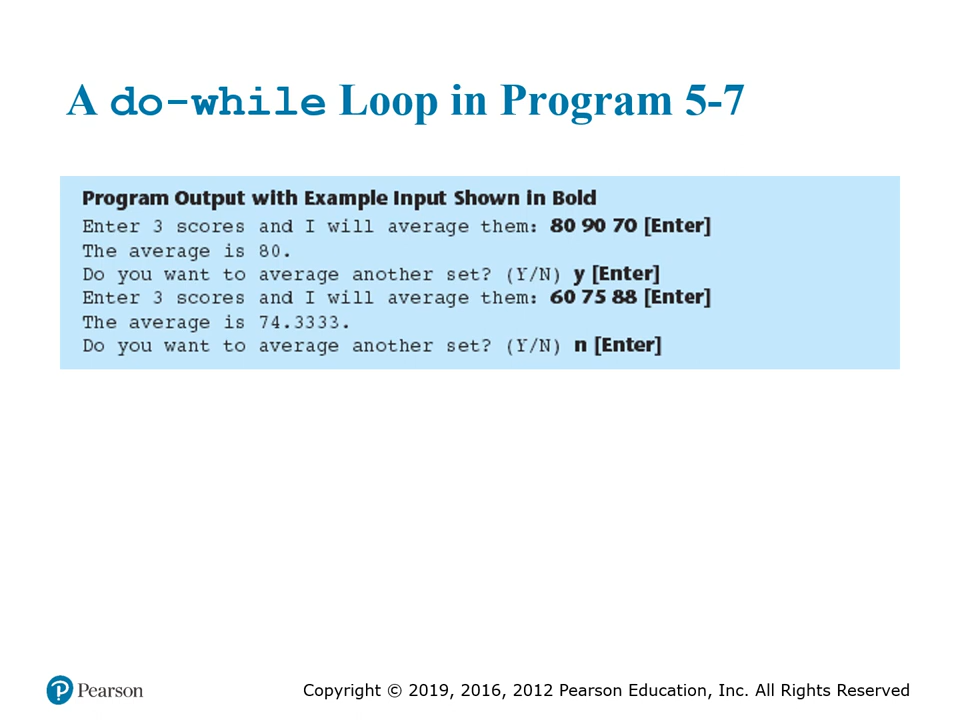 A do-while Loop in Program 5-7
Program Output with Example Input Shown in Bold
Enter 3 scores and I will average them: 80 90 70 [Enter]
The average is 80.
Do you want to average another set? (Y/N) y [Enter]
Enter 3 scores and I will average them: 60 75 88 [Enter]
The average is 74.3333.
Do you want to average another set? (Y/N) n [Enter]
Pearson
Copyright © 2019, 2016, 2012 Pearson Education, Inc. All Rights Reserved